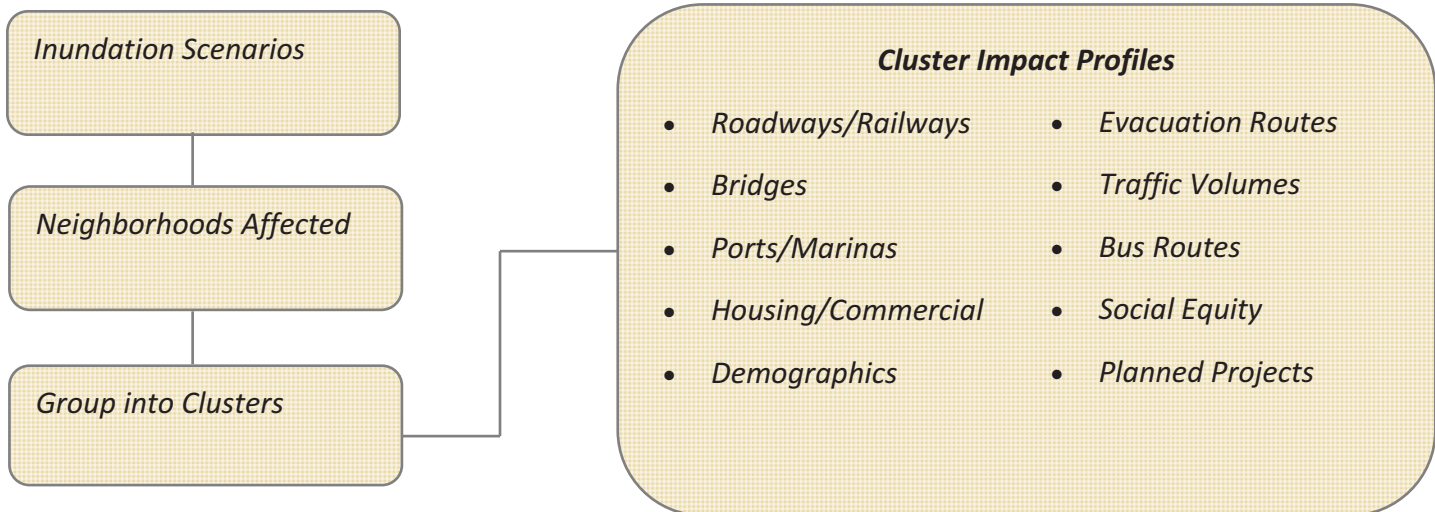 Inundation Scenarios
Neighborhoods Affected
Group into Clusters
Cluster Impact Profiles
• Roadways/Railways
• Bridges
• Ports/Marinas
• Housing/Commercial
• Demographics
• Evacuation Routes
• Traffic Volumes
• Bus Routes
• Social Equity
• Planned Projects